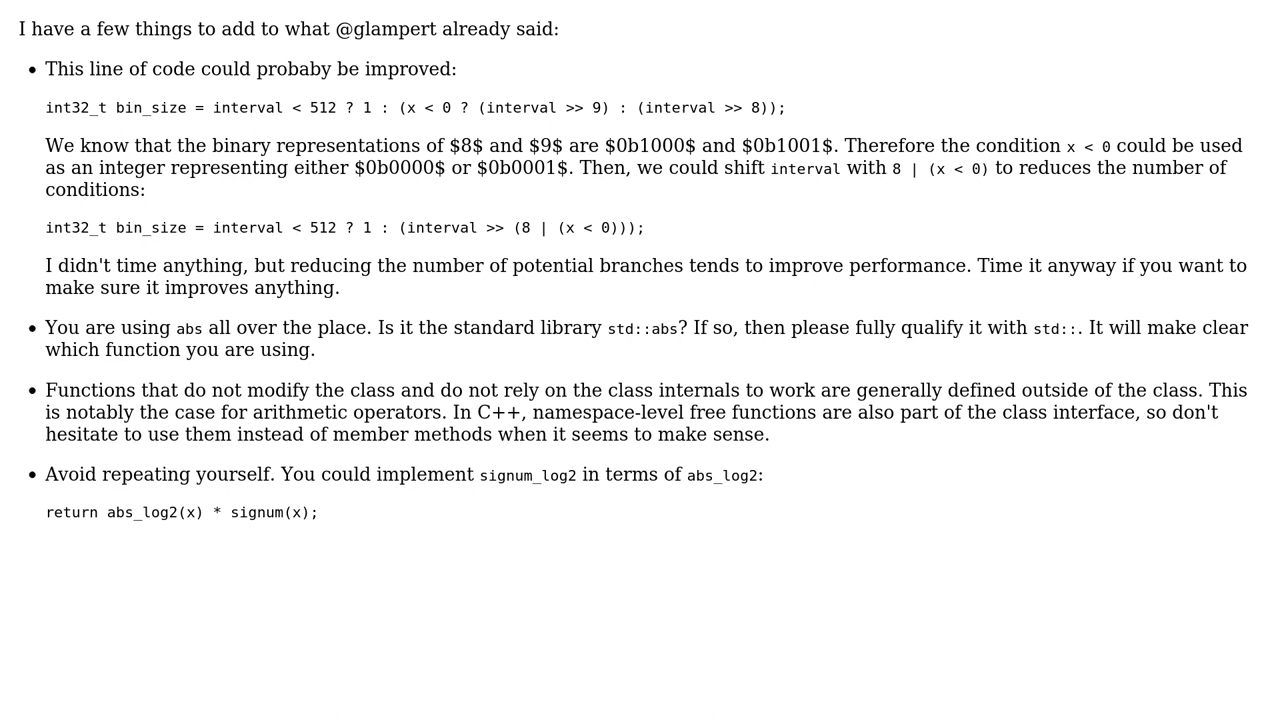 I have a few things to add to what @glampert already said:
• This line of code could probaby be improved:
int32_t bin_size = interval < 512 ? 1 : (x < 0 ? (interval >> 9) : (interval >> 8));
We know that the binary representations of $8$ and $9$ are $0b1000$ and $0b1001$. Therefore the condition x < 0 could be used
as an integer representing either $0b0000$ or $0b0001$. Then, we could shift interval with 8 | (x < 0) to reduces the number of
conditions:
int32_t bin_size = interval < 512 ? 1 : (interval >> (8 | (x < 0)));
I didn't time anything, but reducing the number of potential branches tends to improve performance. Time it anyway if you want to
make sure it improves anything.
• You are using abs all over the place. Is it the standard library std::abs? If so, then please fully qualify it with std::. It will make clear
which function you are using.
• Functions that do not modify the class and do not rely on the class internals to work are generally defined outside of the class. This
is notably the case for arithmetic operators. In C++, namespace-level free functions are also part of the class interface, so don't
hesitate to use them instead of member methods when it seems to make sense.
• Avoid repeating yourself. You could implement signum_log2 in terms of abs_log2:
return abs_log2(x) * signum(x);